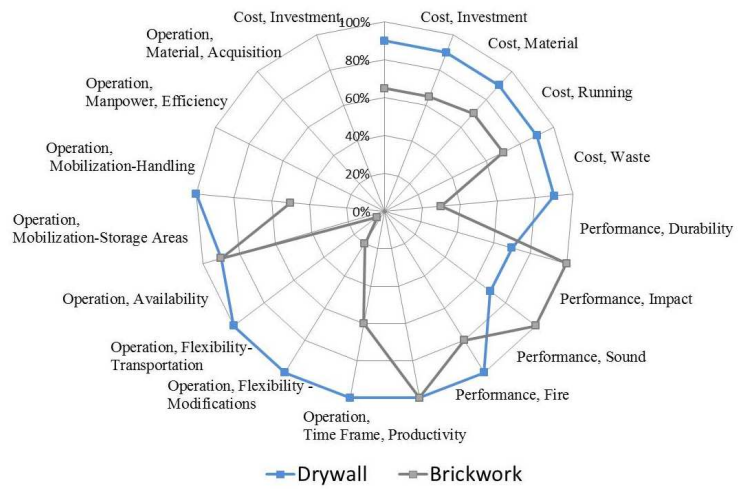 Cost, Investment
Cost, Investment
Cost, Material
Cost, Running
Cost, Waste
Performance, Durability
Performance, Impact
Performance, Sound
Performance, Fire
Operation,
Time Frame, Productivity
Operation, Flexibility -
Modifications
Operation, Flexibility-
Transportation
Operation, Availability
Operation,
Mobilization-Storage Areas
Operation,
Mobilization-Handling
Operation,
Manpower, Efficiency
Operation,
Material, Acquisition
100%
80%
60%
40%
20%
0%
Drywall
Brickwork